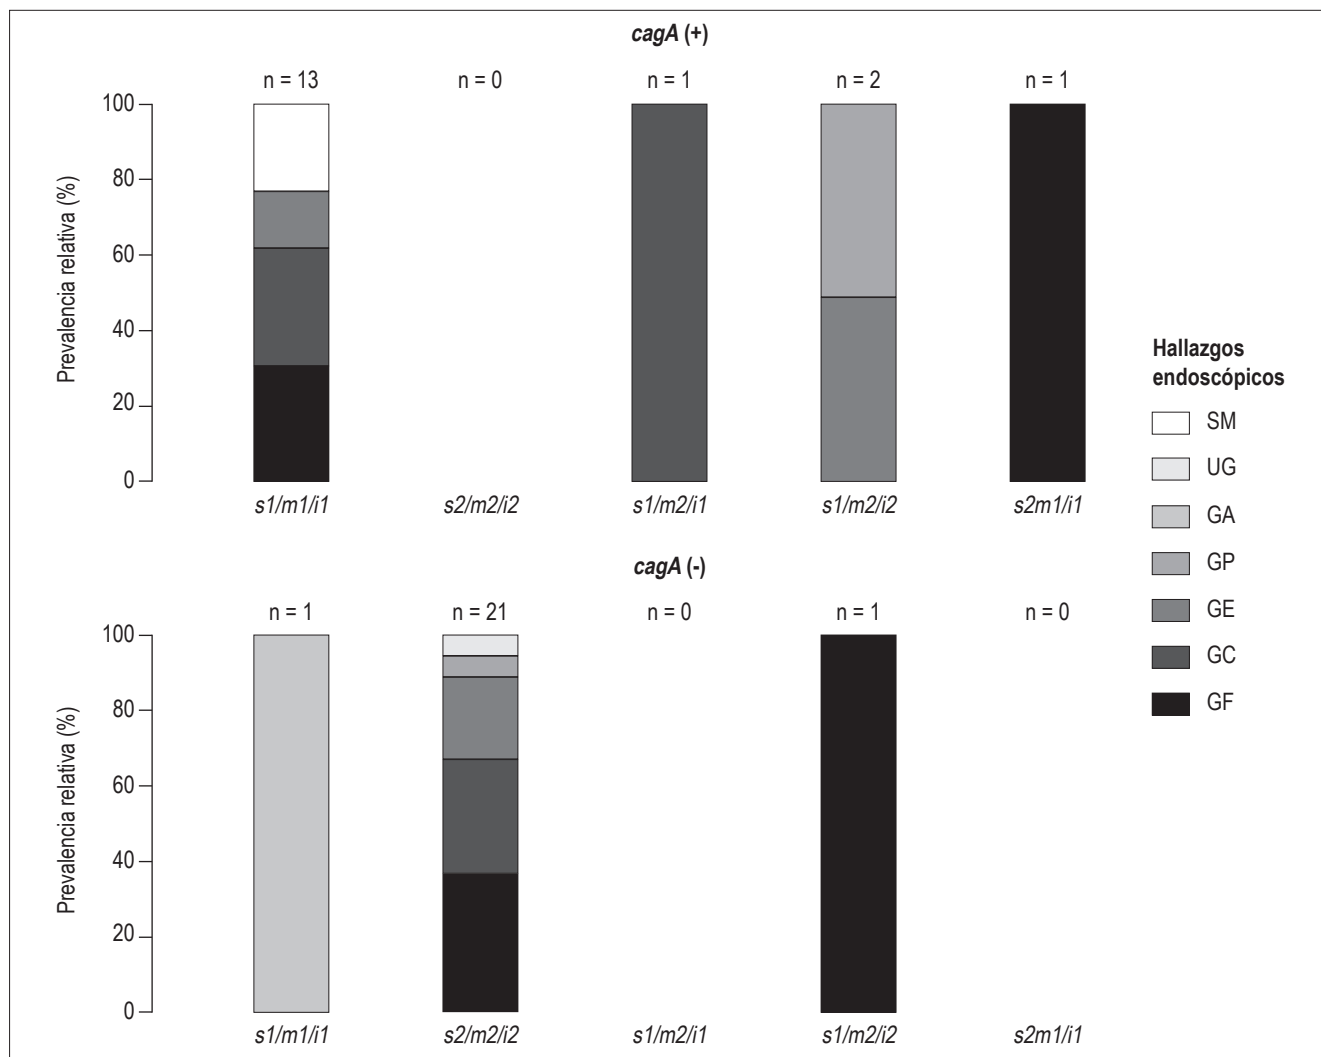 cagA (+)
n = 13
n = 0
n = 1
n = 2
n = 1
Prevalencia relativa (%)
100
80
60
40
20
0
s1/m1/i1
s2/m2/i2
s1/m2/i1
s1/m2/i2
s2m1/i1
Hallazgos
endoscópicos
SM
UG
GA
GP
GE
GC
GF
cagA (-)
n = 1
n = 21
n = 0
n = 1
n = 0
Prevalencia relativa (%)
100
80
60
40
20
0
s1/m1/i1
s2/m2/i2
s1/m2/i1
s1/m2/i2
s2m1/i1